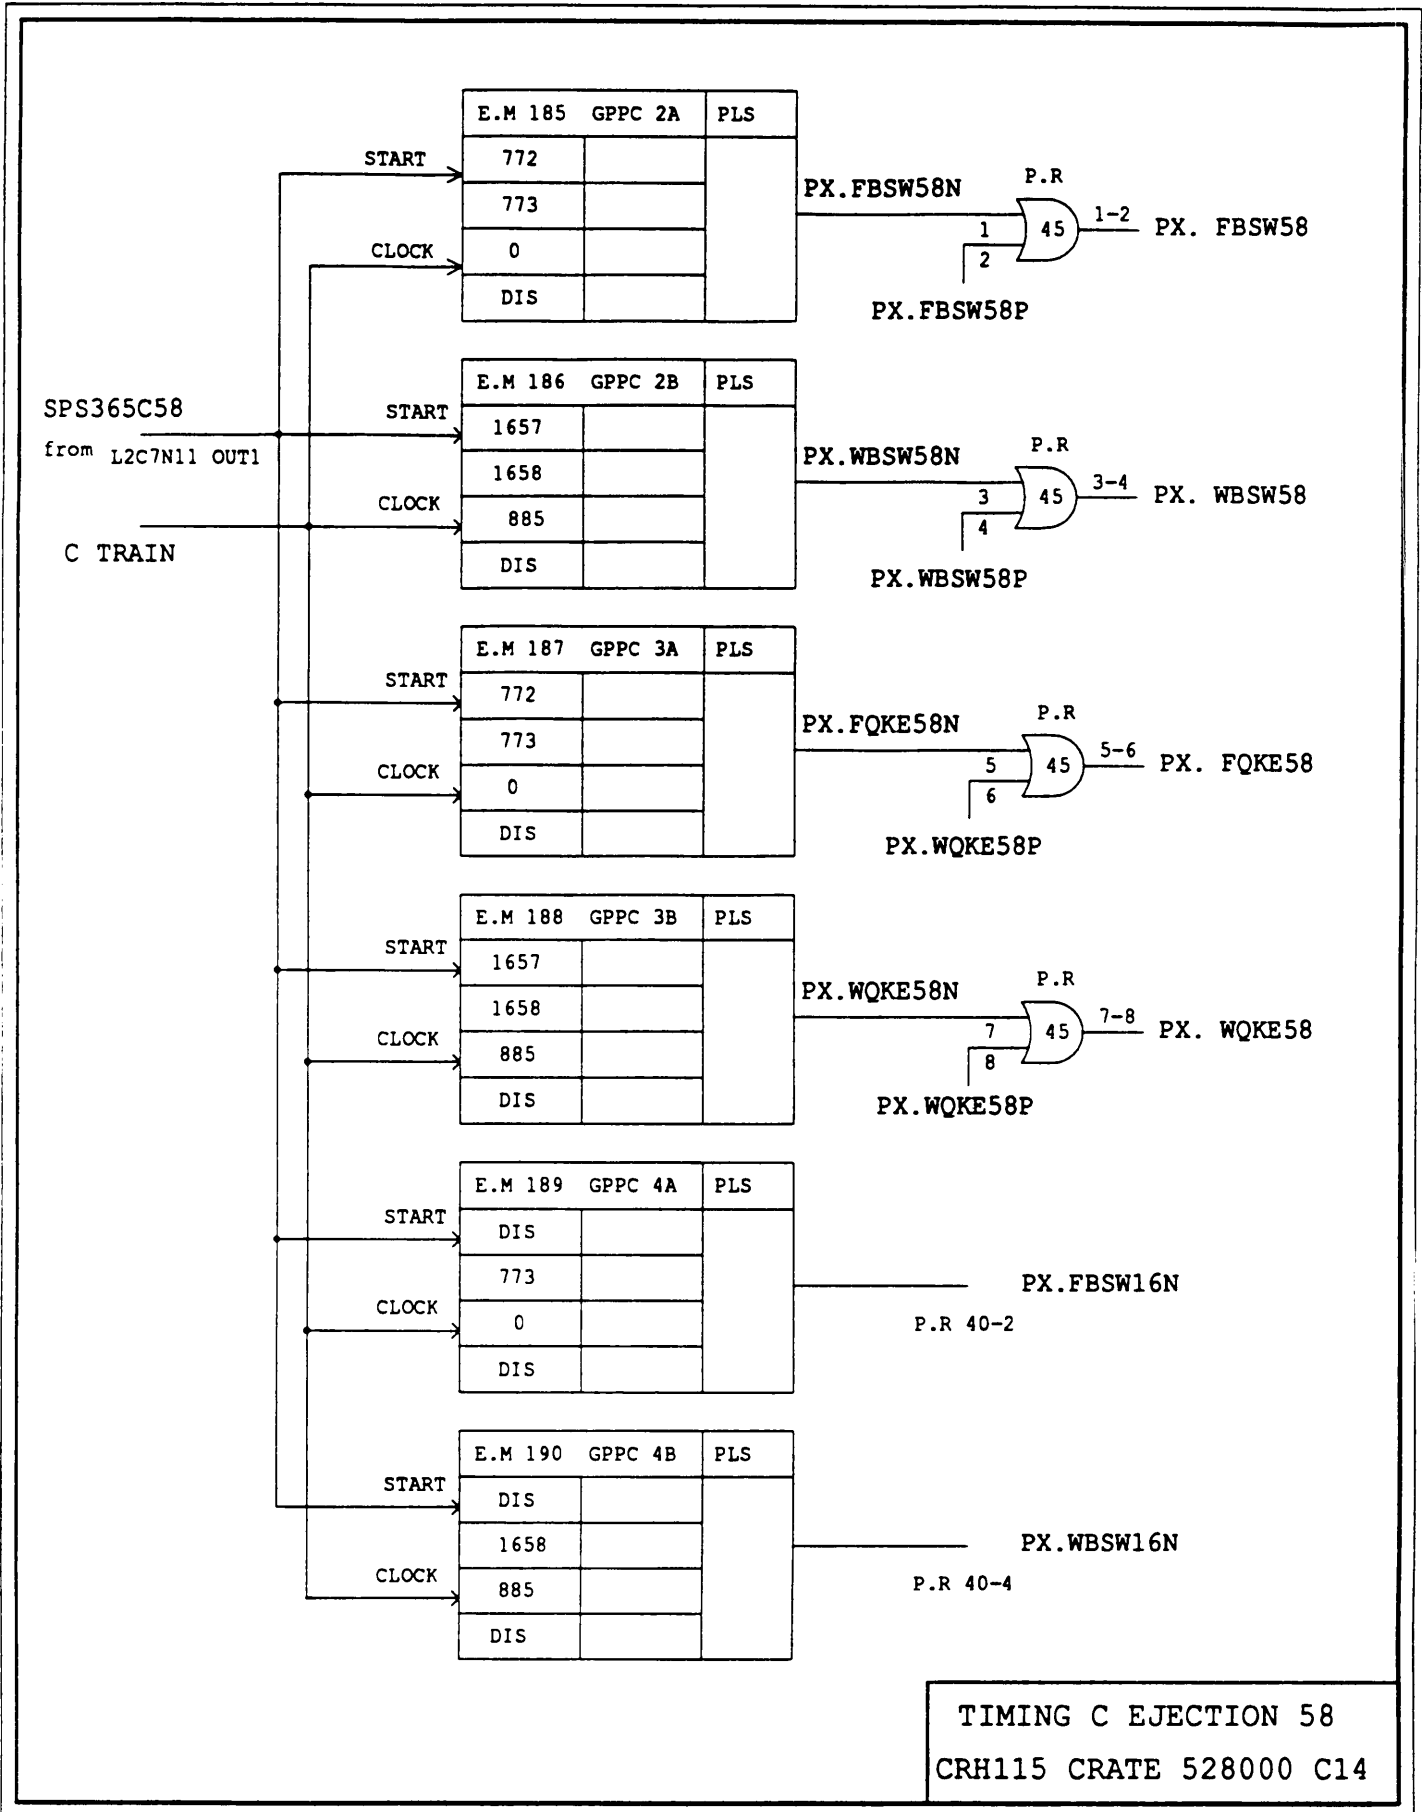 E.M 185 GPPC 2A PLS
START 772
773
PX.FBSW58N
P.R
CLOCK 0
1 45 1-2 PX. FBSW58
2
DIS
PX.FBSW58P
E.M 186 GPPC 2B PLS
SPS365C58
from L2C7N11 OUT1
START 1657
1658
PX.WBSW58N
P.R
CLOCK 885
3 45 3-4 PX. WBSW58
4
C TRAIN
DIS
PX.WBSW58P
E.M 187 GPPC 3A PLS
START 772
773
PX.FQKE58N
P.R
CLOCK 0
5 45 5-6 PX. FQKE58
6
DIS
PX.WQKE58P
E.M 188 GPPC 3B PLS
START 1657
1658
PX.WQKE58N
P.R
CLOCK 885
7 45 7-8 PX. WQKE58
8
DIS
PX.WQKE58P
E.M 189 GPPC 4A PLS
START DIS
773
PX.FBSW16N
CLOCK 0
P.R 40-2
DIS
E.M 190 GPPC 4B PLS
START DIS
1658
PX.WBSW16N
CLOCK 885
P.R 40-4
DIS
TIMING C EJECTION 58
CRH115 CRATE 528000 C14